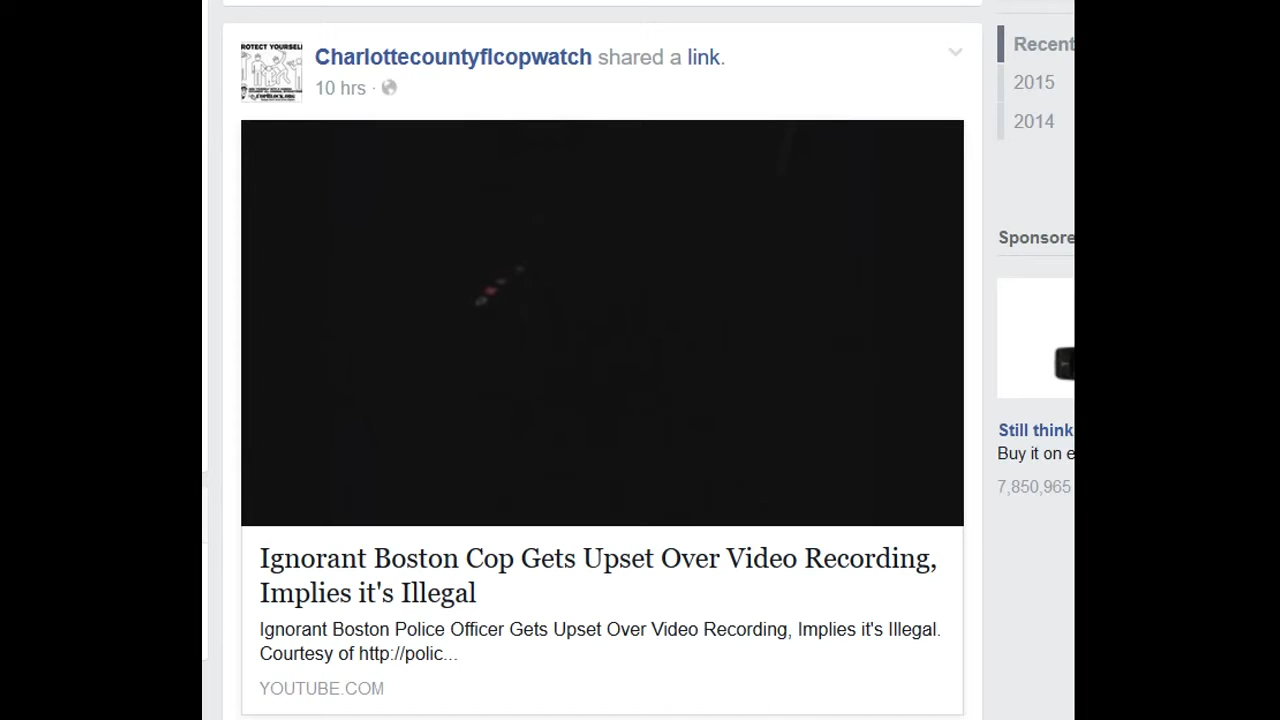 PROTECT YOURSELF
Charlottecountyflcopwatch shared a link.
10 hrs ·
Ignorant Boston Cop Gets Upset Over Video Recording,
Implies it's Illegal
Ignorant Boston Police Officer Gets Upset Over Video Recording, Implies it's Illegal.
Courtesy of http://polic...
YOUTUBE.COM
Recent
2015
2014
Sponsore
Still think
Buy it on e
7,850,965